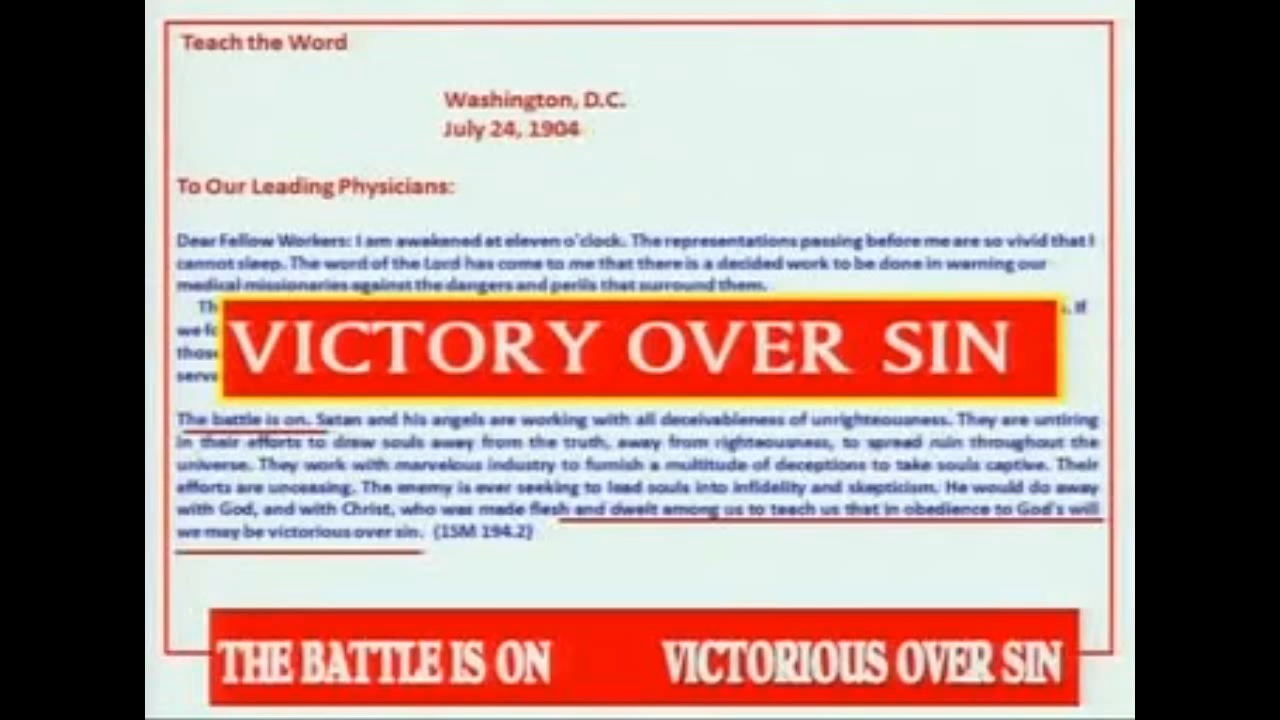 Teach the Word
Washington, D.C.
July 24, 1904
To Our Leading Physicians:
Dear Fellow Workers: I am awakened at eleven o'clock. The representations passing before me are so vivid that I
cannot sleep. The word of the Lord has come to me that there is a decided work to be done in warning our
medical missionaries against the dangers and perils that surround them.
If
we
VICTORY OVER SIN
The battle is on. Satan and his angels are working with all deceivableness of unrighteousness. They are untiring
in their efforts to draw souls away from the truth, away from righteousness, to spread ruin throughout the
universe. They work with marvelous industry to furnish a multitude of deceptions to take souls captive. Their
efforts are unceasing. The enemy is ever seeking to lead souls into infidelity and skepticism. He would do away
with God, and with Christ, who was made flesh and dwelt among us to teach us that in obedience to God's will
we may be victorious over sin. {1SM 194.2}
THE BATTLE IS ON VICTORIOUS OVER SIN